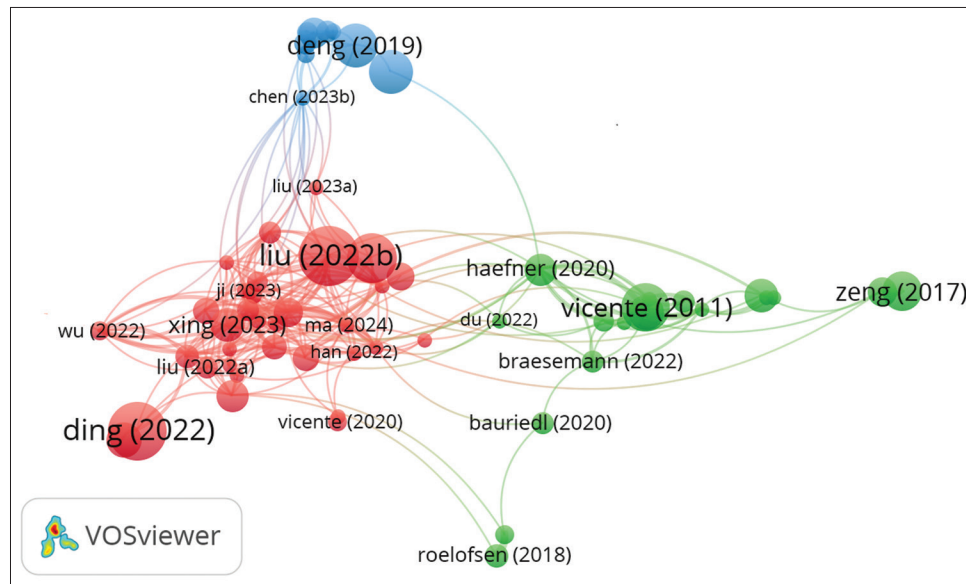 deng (2019)
chen (2023b)
liu (2023a)
liu (2022b)
haefner (2020)
ji (2023)
zeng (2017)
vicente (2011)
du (2022)
wu (2022)
xing (2023)
ma (2024)
han (2022)
braesemann (2022)
liu (2022a)
ding (2022)
vicente (2020)
bauriedl (2020)
VOSviewer
roelofsen (2018)